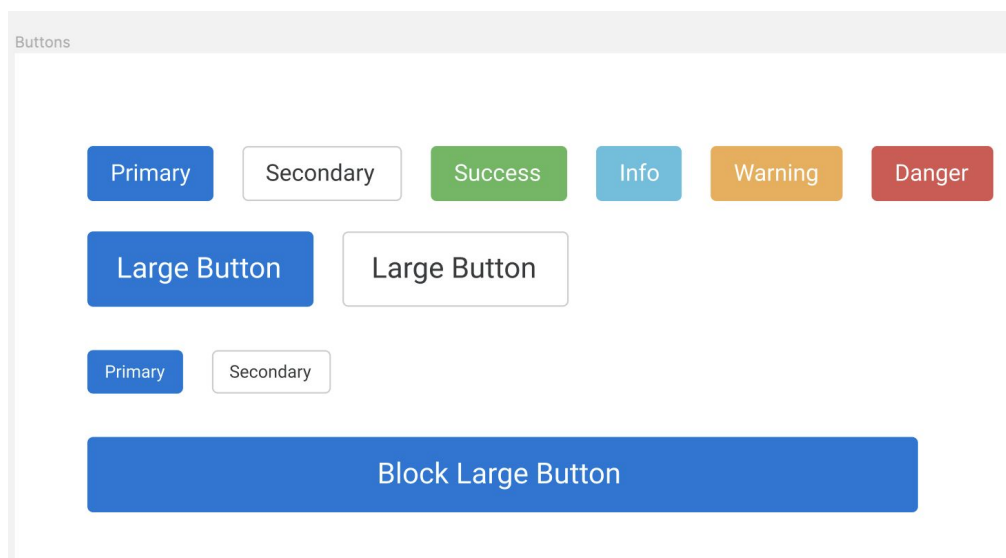 Buttons
Primary Secondary Success Info Warning Danger
Large Button Large Button
Primary Secondary
Block Large Button